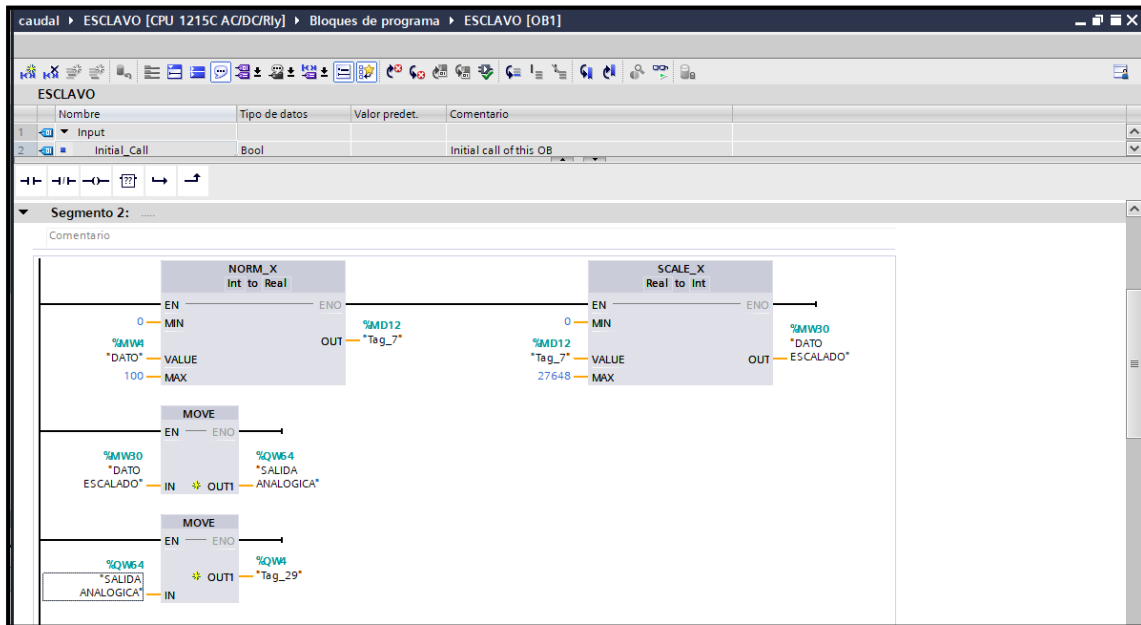 caudal ▸ ESCLAVO [CPU 1215C AC/DC/Rly] ▸ Bloques de programa ▸ ESCLAVO [OB1]
ESCLAVO
Nombre Tipo de datos Valor predet. Comentario
1 Input
2 Initial_Call Bool Initial call of this OB
??
Segmento 2: .....
Comentario
NORM_X SCALE_X
Int to Real Real to Int
EN ENO EN ENO
0 MIN %MD12 0 MIN %MW30
%MW4 OUT "Tag_7" %MD12 "DATO
"DATO" VALUE "Tag_7" VALUE OUT ESCALADO"
100 MAX 27648 MAX
MOVE
EN ENO
%MW30 %QW64
"DATO "SALIDA
ESCALADO" IN OUT1 ANALOGICA"
MOVE
EN ENO
%QW64 %QW4
"SALIDA OUT1 "Tag_29"
ANALOGICA" IN